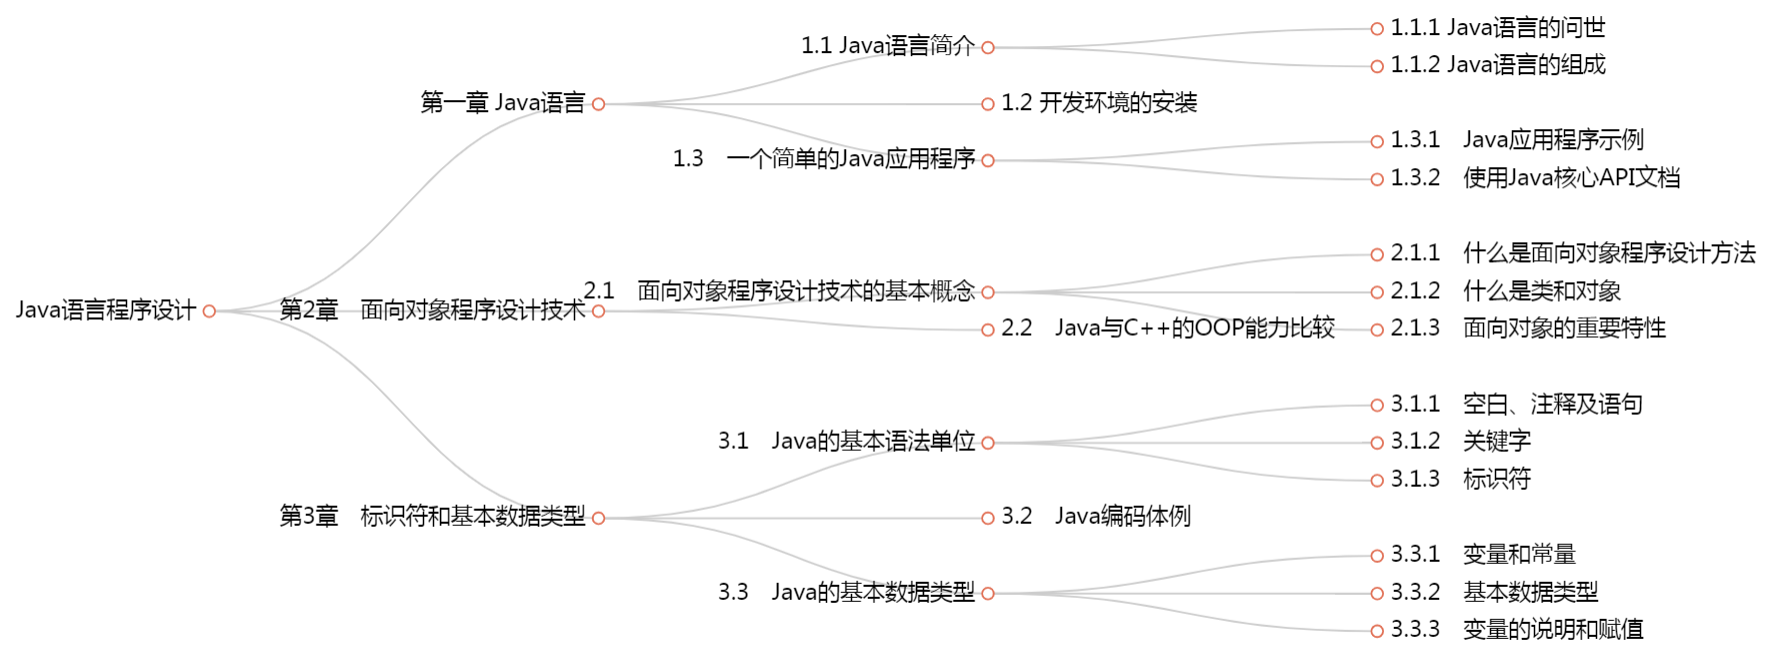 Java语言程序设计
第一章 Java语言
1.1 Java语言简介
1.1.1 Java语言的问世
1.1.2 Java语言的组成
1.2 开发环境的安装
1.3 一个简单的Java应用程序
1.3.1 Java应用程序示例
1.3.2 使用Java核心API文档
第2章 面向对象程序设计技术
2.1 面向对象程序设计技术的基本概念
2.1.1 什么是面向对象程序设计方法
2.1.2 什么是类和对象
2.1.3 面向对象的重要特性
2.2 Java与C++的OOP能力比较
第3章 标识符和基本数据类型
3.1 Java的基本语法单位
3.1.1 空白、注释及语句
3.1.2 关键字
3.1.3 标识符
3.2 Java编码体例
3.3 Java的基本数据类型
3.3.1 变量和常量
3.3.2 基本数据类型
3.3.3 变量的说明和赋值